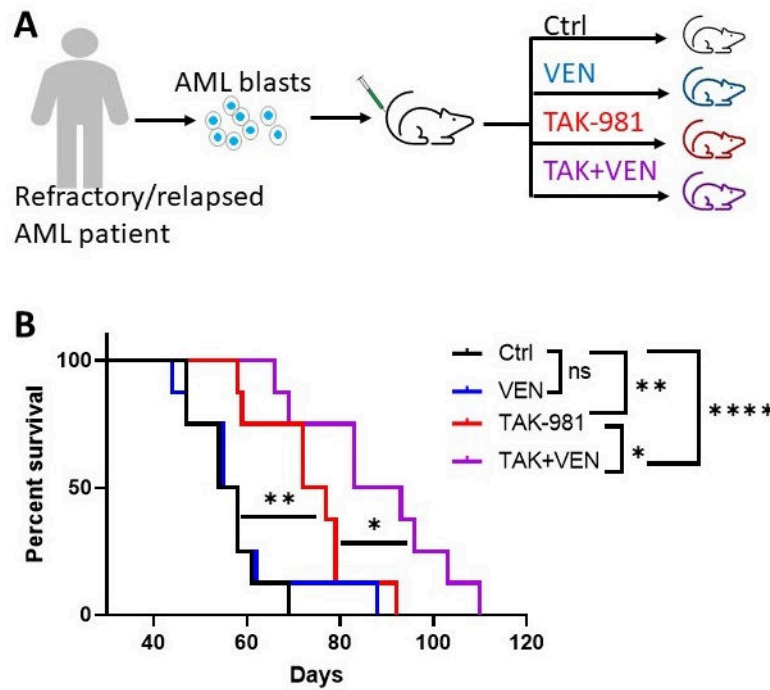 A
AML blasts
Refractory/relapsed
AML patient
Ctrl
VEN
TAK-981
TAK+VEN
B
Percent survival
100
50
0
40
60
80
100
120
Days
**
*
Ctrl
VEN
TAK-981
TAK+VEN
ns
**
*
****